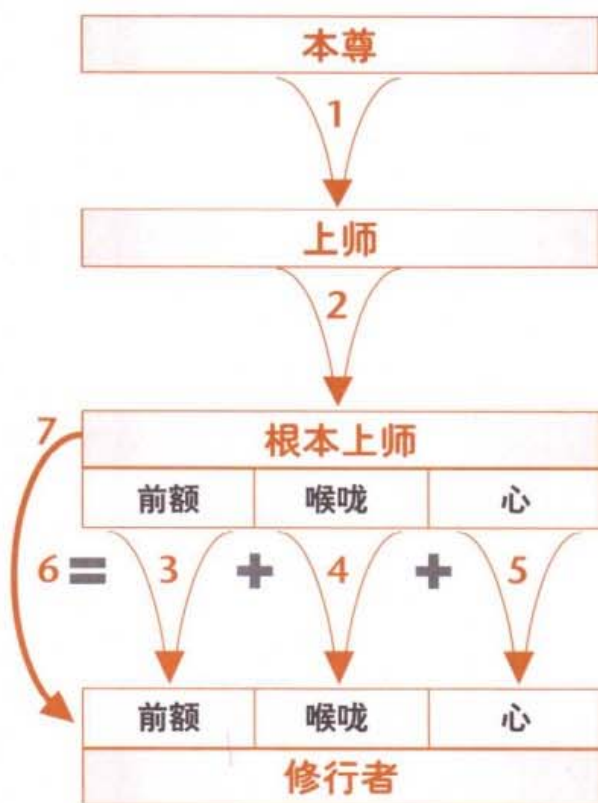 本尊
1
上师
2
7
根本上师
前额 喉咙 心
6 = 3 + 4 + 5
前额 喉咙 心
修行者